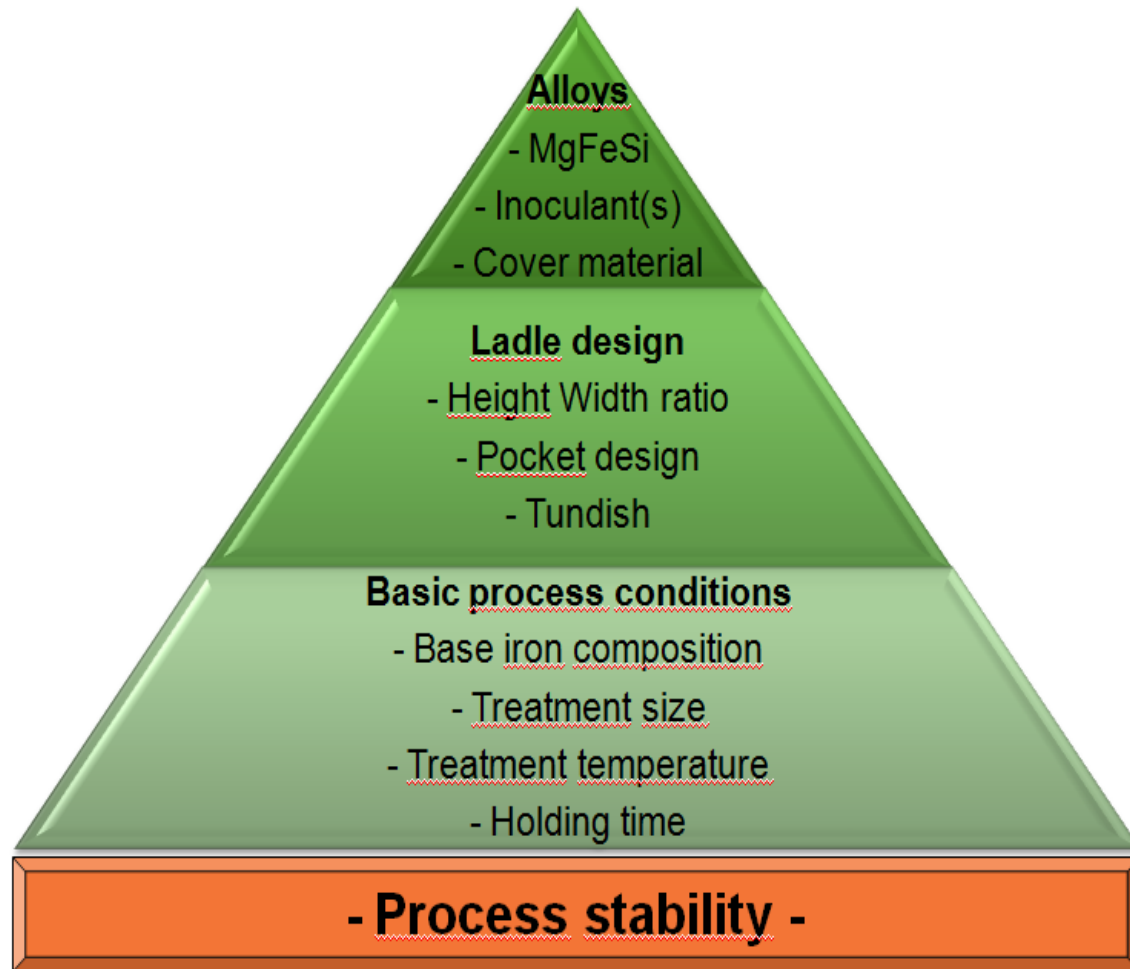 Alloys
- MgFeSi
- Inoculant(s)
- Cover material
Ladle design
- Height Width ratio
- Pocket design
- Tundish
Basic process conditions
- Base iron composition
- Treatment size
- Treatment temperature
- Holding time
- Process stability -